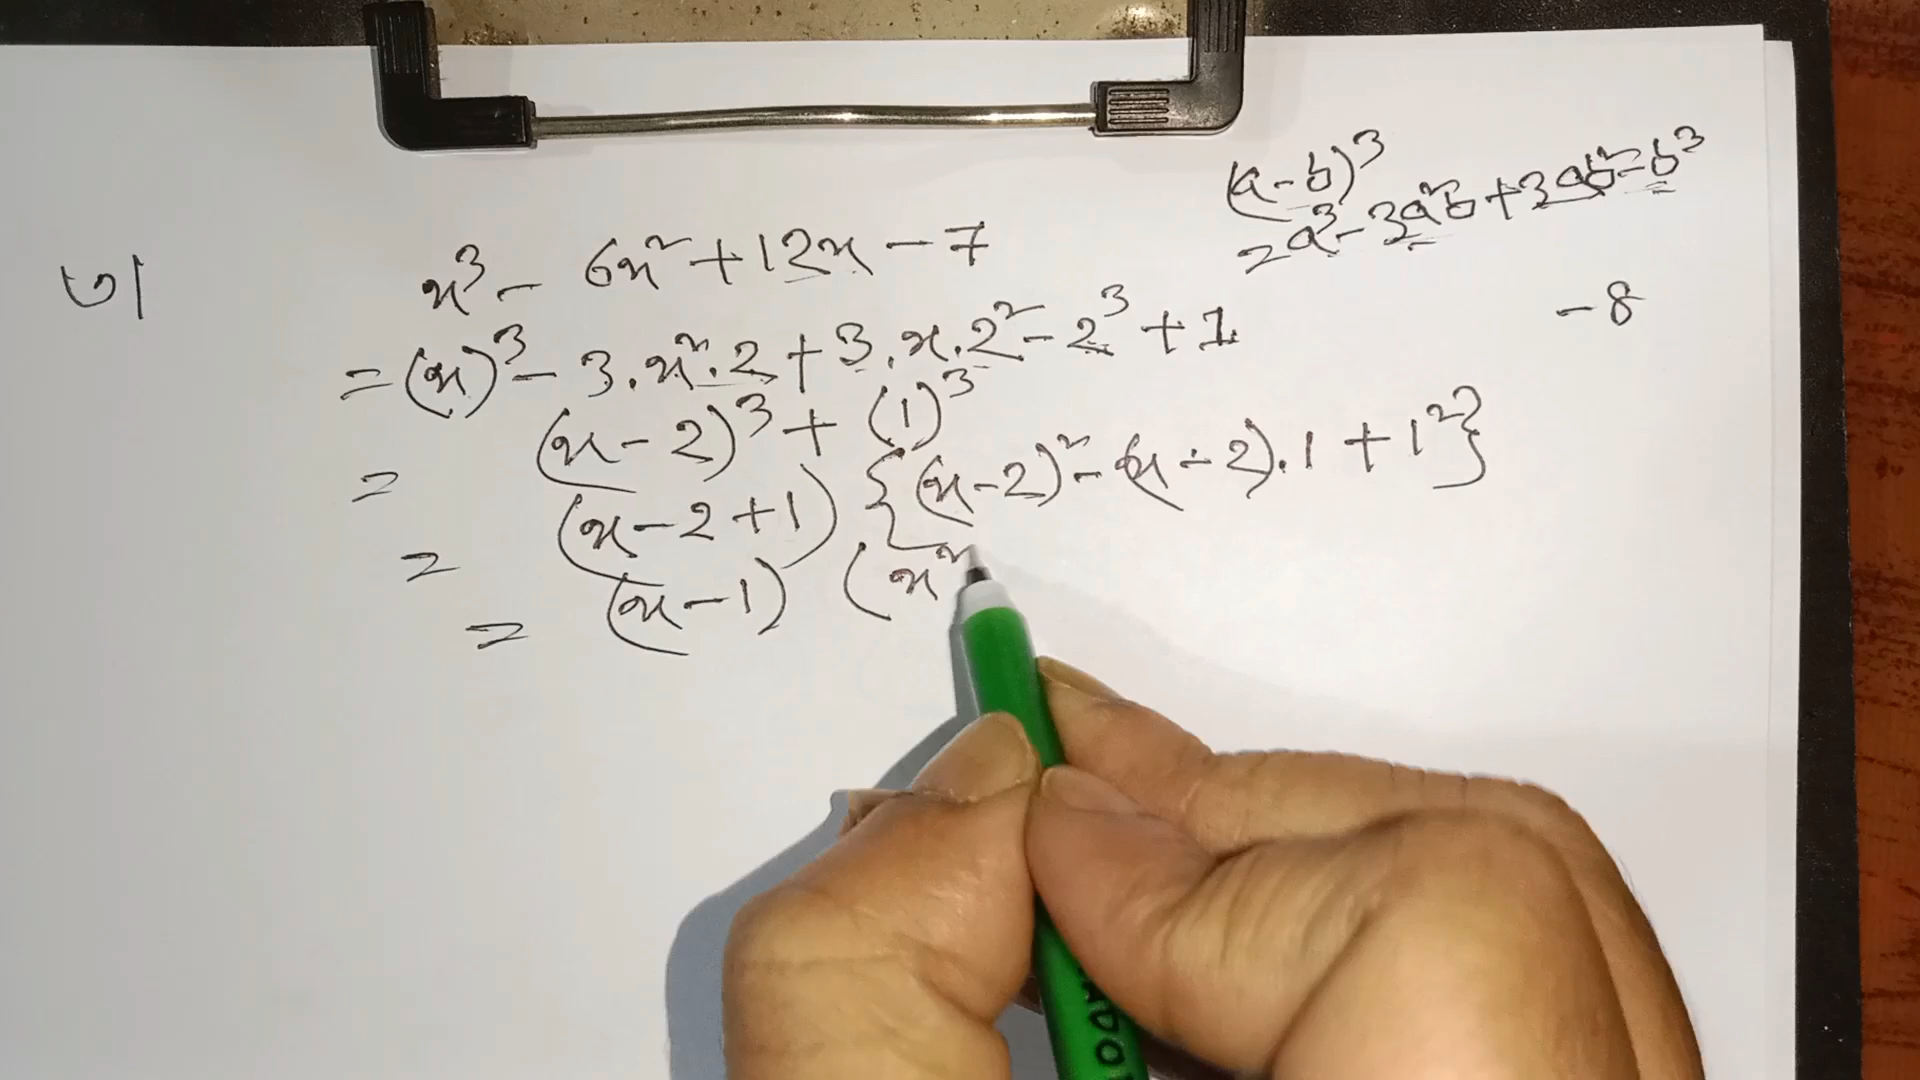 (a-b)³
= a³-3a²b+3ab²-b³
৩| x³ - 6x² + 12x - 7
= (x)³ - 3.x².2 + 3.x.2² - 2³ + 1
-8
= (x-2)³ + (1)³
= (x-2+1) {(x-2)² - (x-2).1 + 1²}
= (x-1) (x²